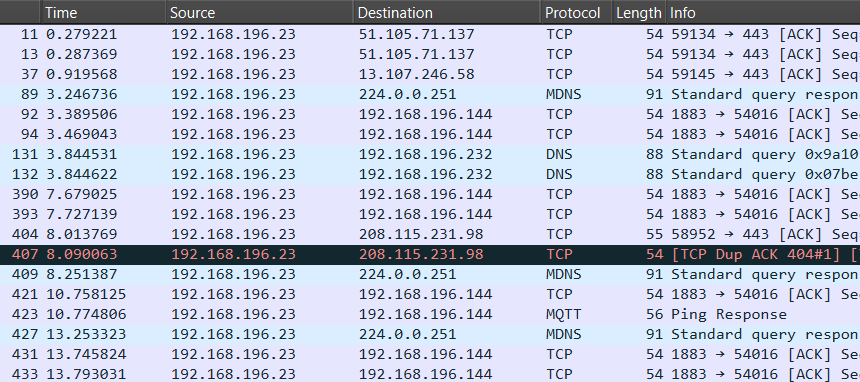 Time Source Destination Protocol Length Info
11 0.279221 192.168.196.23 51.105.71.137 TCP 54 59134 → 443 [ACK] Seq
13 0.287369 192.168.196.23 51.105.71.137 TCP 54 59134 → 443 [ACK] Seq
37 0.919568 192.168.196.23 13.107.246.58 TCP 54 59145 → 443 [ACK] Seq
89 3.246736 192.168.196.23 224.0.0.251 MDNS 91 Standard query respon
92 3.389506 192.168.196.23 192.168.196.144 TCP 54 1883 → 54016 [ACK] Se
94 3.469043 192.168.196.23 192.168.196.144 TCP 54 1883 → 54016 [ACK] Se
131 3.844531 192.168.196.23 192.168.196.232 DNS 88 Standard query 0x9a10
132 3.844622 192.168.196.23 192.168.196.232 DNS 88 Standard query 0x07be
390 7.679025 192.168.196.23 192.168.196.144 TCP 54 1883 → 54016 [ACK] Se
393 7.727139 192.168.196.23 192.168.196.144 TCP 54 1883 → 54016 [ACK] Se
404 8.013769 192.168.196.23 208.115.231.98 TCP 55 58952 → 443 [ACK] Seq
407 8.090063 192.168.196.23 208.115.231.98 TCP 54 [TCP Dup ACK 404#1] [
409 8.251387 192.168.196.23 224.0.0.251 MDNS 91 Standard query respon
421 10.758125 192.168.196.23 192.168.196.144 TCP 54 1883 → 54016 [ACK] Se
423 10.774806 192.168.196.23 192.168.196.144 MQTT 56 Ping Response
427 13.253323 192.168.196.23 224.0.0.251 MDNS 91 Standard query respon
431 13.745824 192.168.196.23 192.168.196.144 TCP 54 1883 → 54016 [ACK] Se
433 13.793031 192.168.196.23 192.168.196.144 TCP 54 1883 → 54016 [ACK] Se